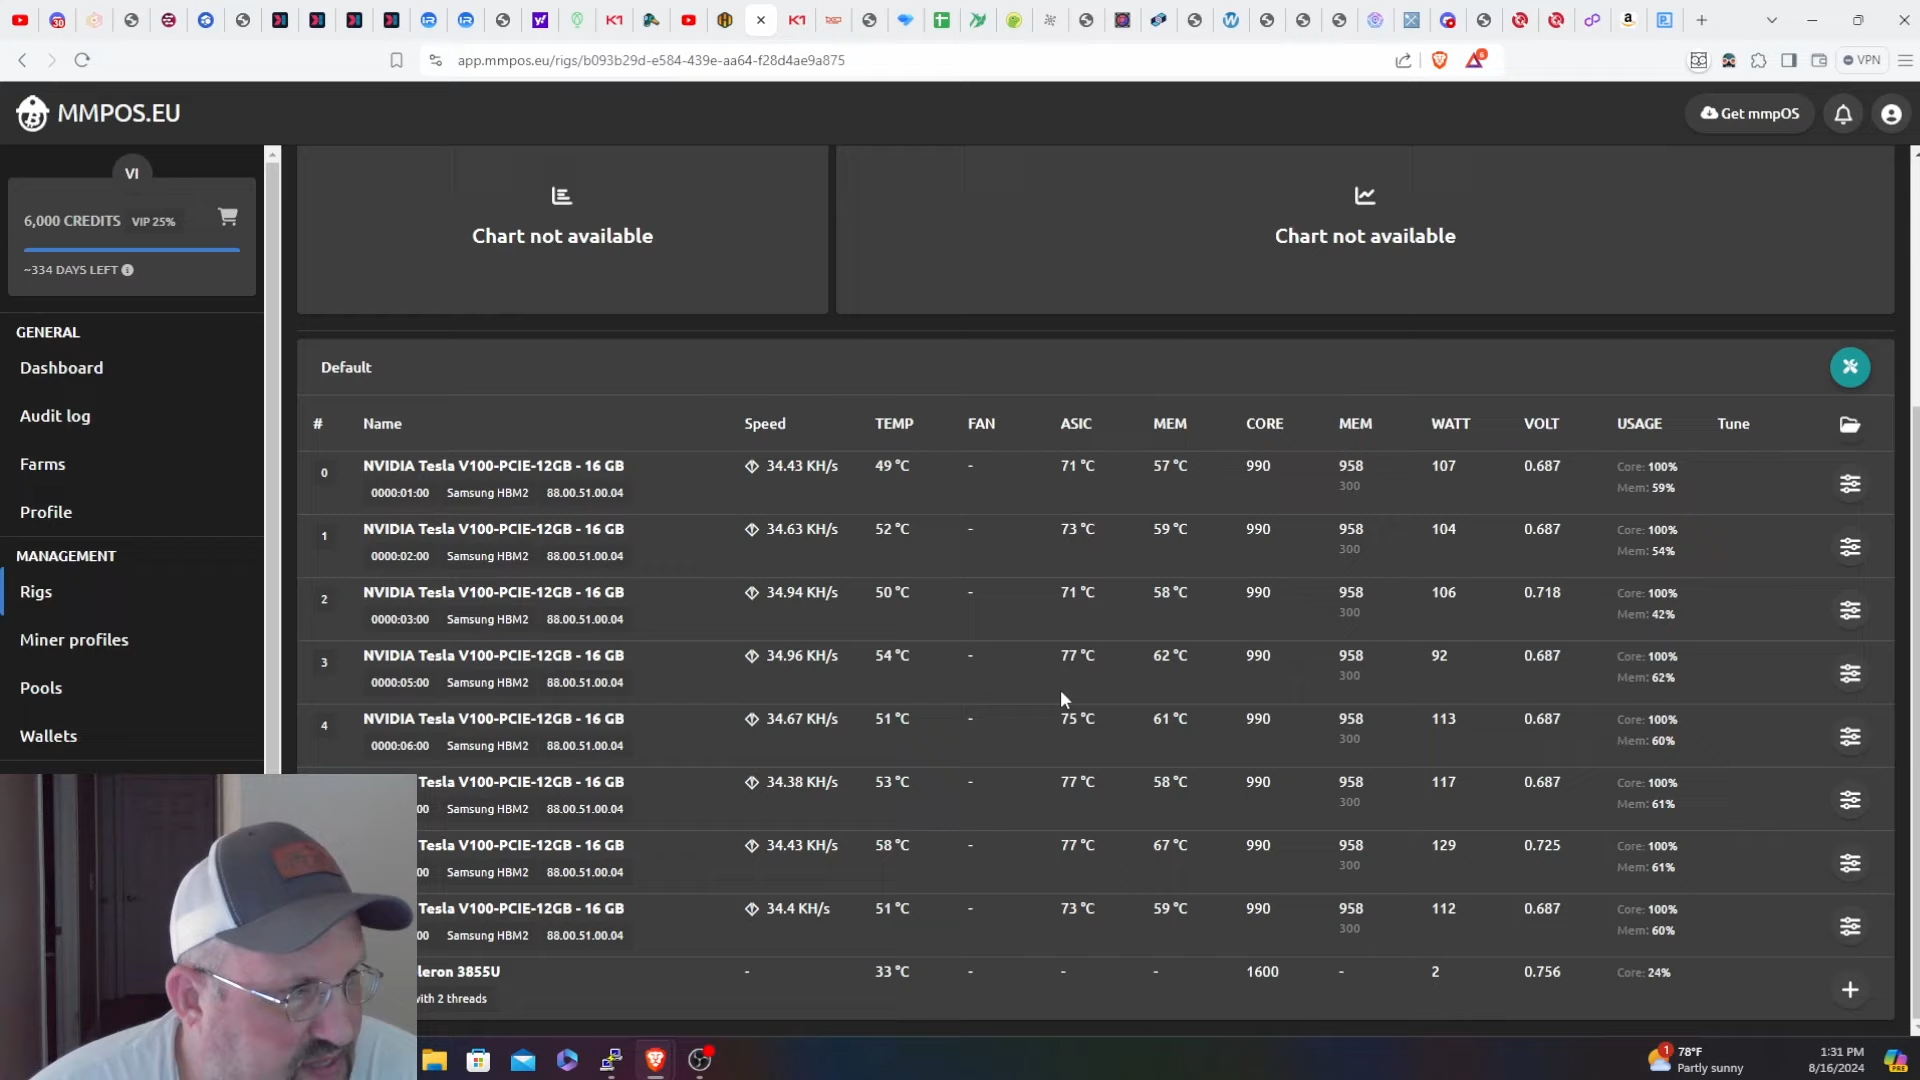 app.mmpos.eu/rigs/b093b29d-e584-439e-aa64-f28d4ae9a875
VPN
MMPOS.EU
Get mmpOS
VI
6,000 CREDITS VIP 25%
~334 DAYS LEFT
GENERAL
Dashboard
Audit log
Farms
Profile
MANAGEMENT
Rigs
Miner profiles
Pools
Wallets
Chart not available
Chart not available
Default
# Name Speed TEMP FAN ASIC MEM CORE MEM WATT VOLT USAGE Tune
0 NVIDIA Tesla V100-PCIE-12GB - 16 GB 34.43 KH/s 49 °C - 71 °C 57 °C 990 958 107 0.687 Core: 100%
0000:01:00 Samsung HBM2 88.00.51.00.04 300 Mem: 59%
1 NVIDIA Tesla V100-PCIE-12GB - 16 GB 34.63 KH/s 52 °C - 73 °C 59 °C 990 958 104 0.687 Core: 100%
0000:02:00 Samsung HBM2 88.00.51.00.04 300 Mem: 54%
2 NVIDIA Tesla V100-PCIE-12GB - 16 GB 34.94 KH/s 50 °C - 71 °C 58 °C 990 958 106 0.718 Core: 100%
0000:03:00 Samsung HBM2 88.00.51.00.04 300 Mem: 42%
3 NVIDIA Tesla V100-PCIE-12GB - 16 GB 34.96 KH/s 54 °C - 77 °C 62 °C 990 958 92 0.687 Core: 100%
0000:05:00 Samsung HBM2 88.00.51.00.04 300 Mem: 62%
4 NVIDIA Tesla V100-PCIE-12GB - 16 GB 34.67 KH/s 51 °C - 75 °C 61 °C 990 958 113 0.687 Core: 100%
0000:06:00 Samsung HBM2 88.00.51.00.04 300 Mem: 60%
Tesla V100-PCIE-12GB - 16 GB 34.38 KH/s 53 °C - 77 °C 58 °C 990 958 117 0.687 Core: 100%
00 Samsung HBM2 88.00.51.00.04 300 Mem: 61%
Tesla V100-PCIE-12GB - 16 GB 34.43 KH/s 58 °C - 77 °C 67 °C 990 958 129 0.725 Core: 100%
00 Samsung HBM2 88.00.51.00.04 300 Mem: 61%
Tesla V100-PCIE-12GB - 16 GB 34.4 KH/s 51 °C - 73 °C 59 °C 990 958 112 0.687 Core: 100%
00 Samsung HBM2 88.00.51.00.04 300 Mem: 60%
leron 3855U - 33 °C - - - 1600 - 2 0.756 Core: 24%
with 2 threads
78°F
Partly sunny
1:31 PM
8/16/2024